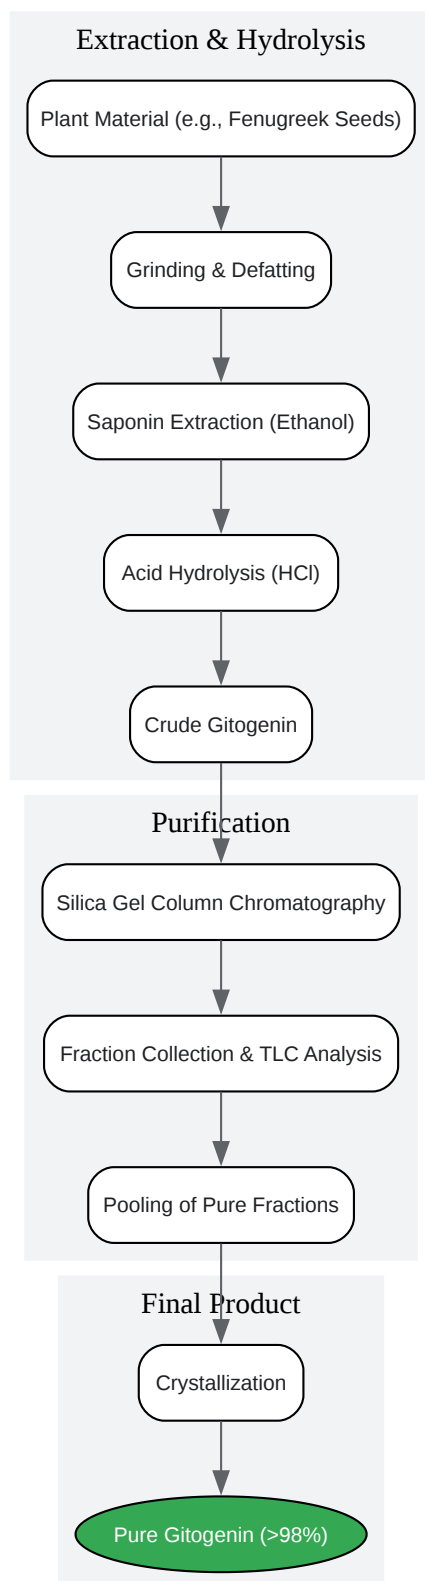 Extraction & Hydrolysis
Plant Material (e.g., Fenugreek Seeds)
Grinding & Defatting
Saponin Extraction (Ethanol)
Acid Hydrolysis (HCl)
Crude Gitogenin
Purification
Silica Gel Column Chromatography
Fraction Collection & TLC Analysis
Pooling of Pure Fractions
Final Product
Crystallization
Pure Gitogenin (>98%)